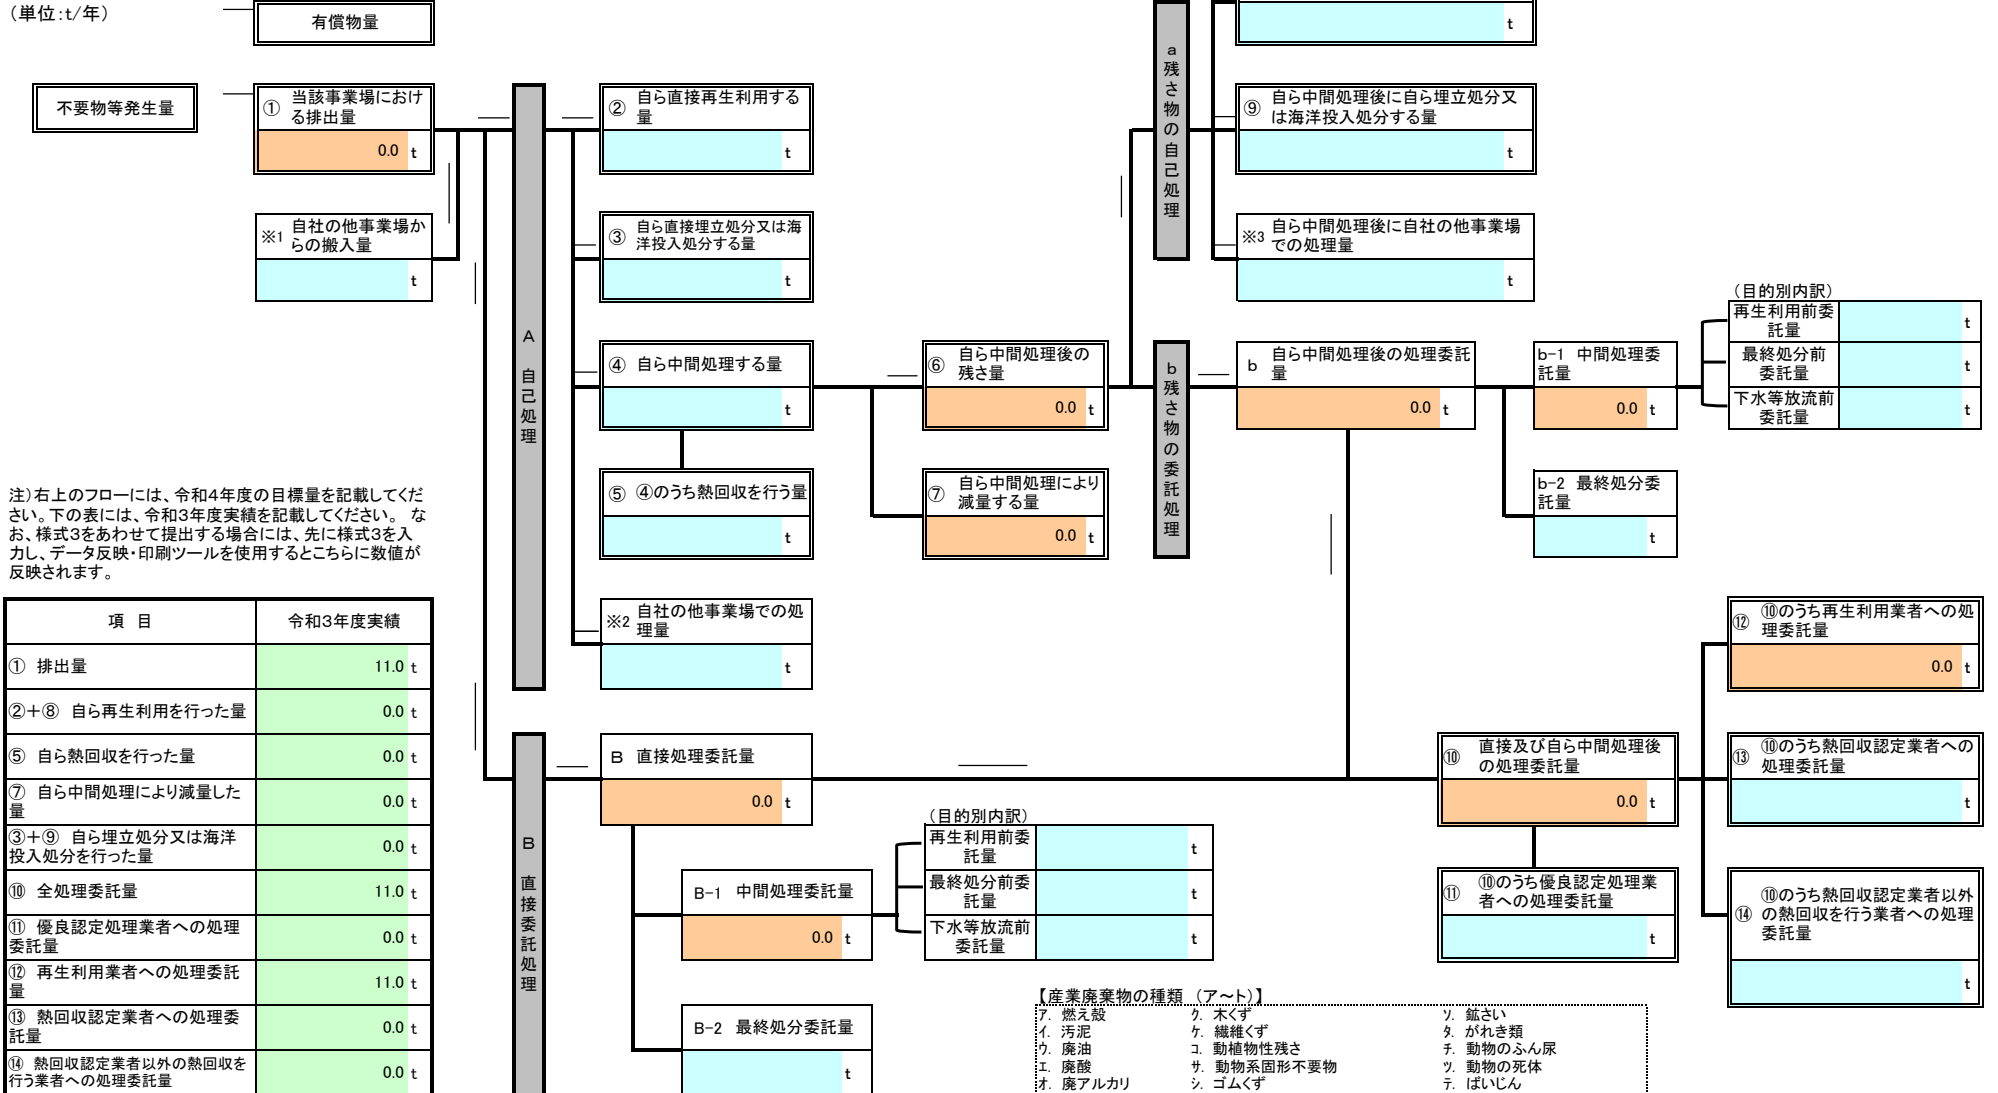 （単位：t/年）
有償物量
t
不要物等発生量
① 当該事業場におけ
る排出量
0.0 t
※1 自社の他事業場か
らの搬入量
t
A 自己処理
② 自ら直接再生利用する
量
t
③ 自ら直接埋立処分又は海
洋投入処分する量
t
④ 自ら中間処理する量
t
⑤ ④のうち熱回収を行う量
t
※2 自社の他事業場での処
理量
t
⑥ 自ら中間処理後の
残さ量
0.0 t
⑦ 自ら中間処理により
減量する量
0.0 t
a 残さ物の自己処理
⑨ 自ら中間処理後に自ら埋立処分又
は海洋投入処分する量
t
※3 自ら中間処理後に自社の他事業場
での処理量
t
b 残さ物の委託処理
b 自ら中間処理後の処理委託
量
0.0 t
b-1 中間処理委
託量
0.0 t
b-2 最終処分委
託量
t
（目的別内訳）
再生利用前委
託量
t
最終処分前
委託量
t
下水等放流前
委託量
t
注）右上のフローには、令和４年度の目標量を記載してくだ
さい。下の表には、令和３年度実績を記載してください。 な
お、様式３をあわせて提出する場合には、先に様式３を入
力し、データ反映・印刷ツールを使用するとこちらに数値が
反映されます。
項 目 令和３年度実績
① 排出量 11.0 t
②＋⑧ 自ら再生利用を行った量 0.0 t
⑤ 自ら熱回収を行った量 0.0 t
⑦ 自ら中間処理により減量した
量 0.0 t
③＋⑨ 自ら埋立処分又は海洋
投入処分を行った量 0.0 t
⑩ 全処理委託量 11.0 t
⑪ 優良認定処理業者への処理
委託量 0.0 t
⑫ 再生利用業者への処理委託
量 11.0 t
⑬ 熱回収認定業者への処理委
託量 0.0 t
⑭ 熱回収認定業者以外の熱回収を
行う業者への処理委託量 0.0 t
B 直接委託処理
B 直接処理委託量
0.0 t
B-1 中間処理委託量
0.0 t
B-2 最終処分委託量
t
（目的別内訳）
再生利用前委
託量
t
最終処分前委
託量
t
下水等放流前
委託量
t
⑩ 直接及び自ら中間処理後
の処理委託量
0.0 t
⑪ ⑩のうち優良認定処理業
者への処理委託量
t
⑫ ⑩のうち再生利用業者への処
理委託量
0.0 t
⑬ ⑩のうち熱回収認定業者への
処理委託量
t
⑭ ⑩のうち熱回収認定業者以外
の熱回収を行う業者への処理
委託量
t
【産業廃棄物の種類 （ア～ト）】
ア. 燃え殻 ク. 木くず ソ. 鉱さい
イ. 汚泥 ケ. 繊維くず タ. がれき類
ウ. 廃油 コ. 動植物性残さ チ. 動物のふん尿
エ. 廃酸 サ. 動物系固形不要物 ツ. 動物の死体
オ. 廃アルカリ シ. ゴムくず テ. ばいじん